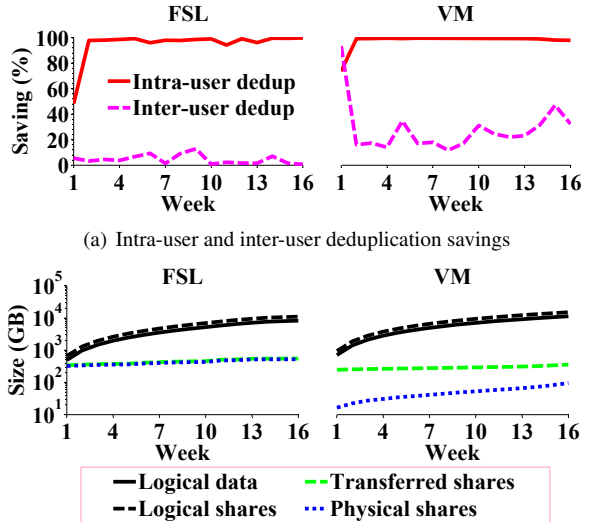 FSL VM
Saving (%)
100
80
60
40
20
0
Intra-user dedup
Inter-user dedup
1 4 7 10 13 16 1 4 7 10 13 16
Week Week
(a) Intra-user and inter-user deduplication savings
FSL VM
Size (GB)
10^5
10^4
10^3
10^2
10^1
1 4 7 10 13 16 1 4 7 10 13 16
Week Week
Logical data Transferred shares
Logical shares Physical shares